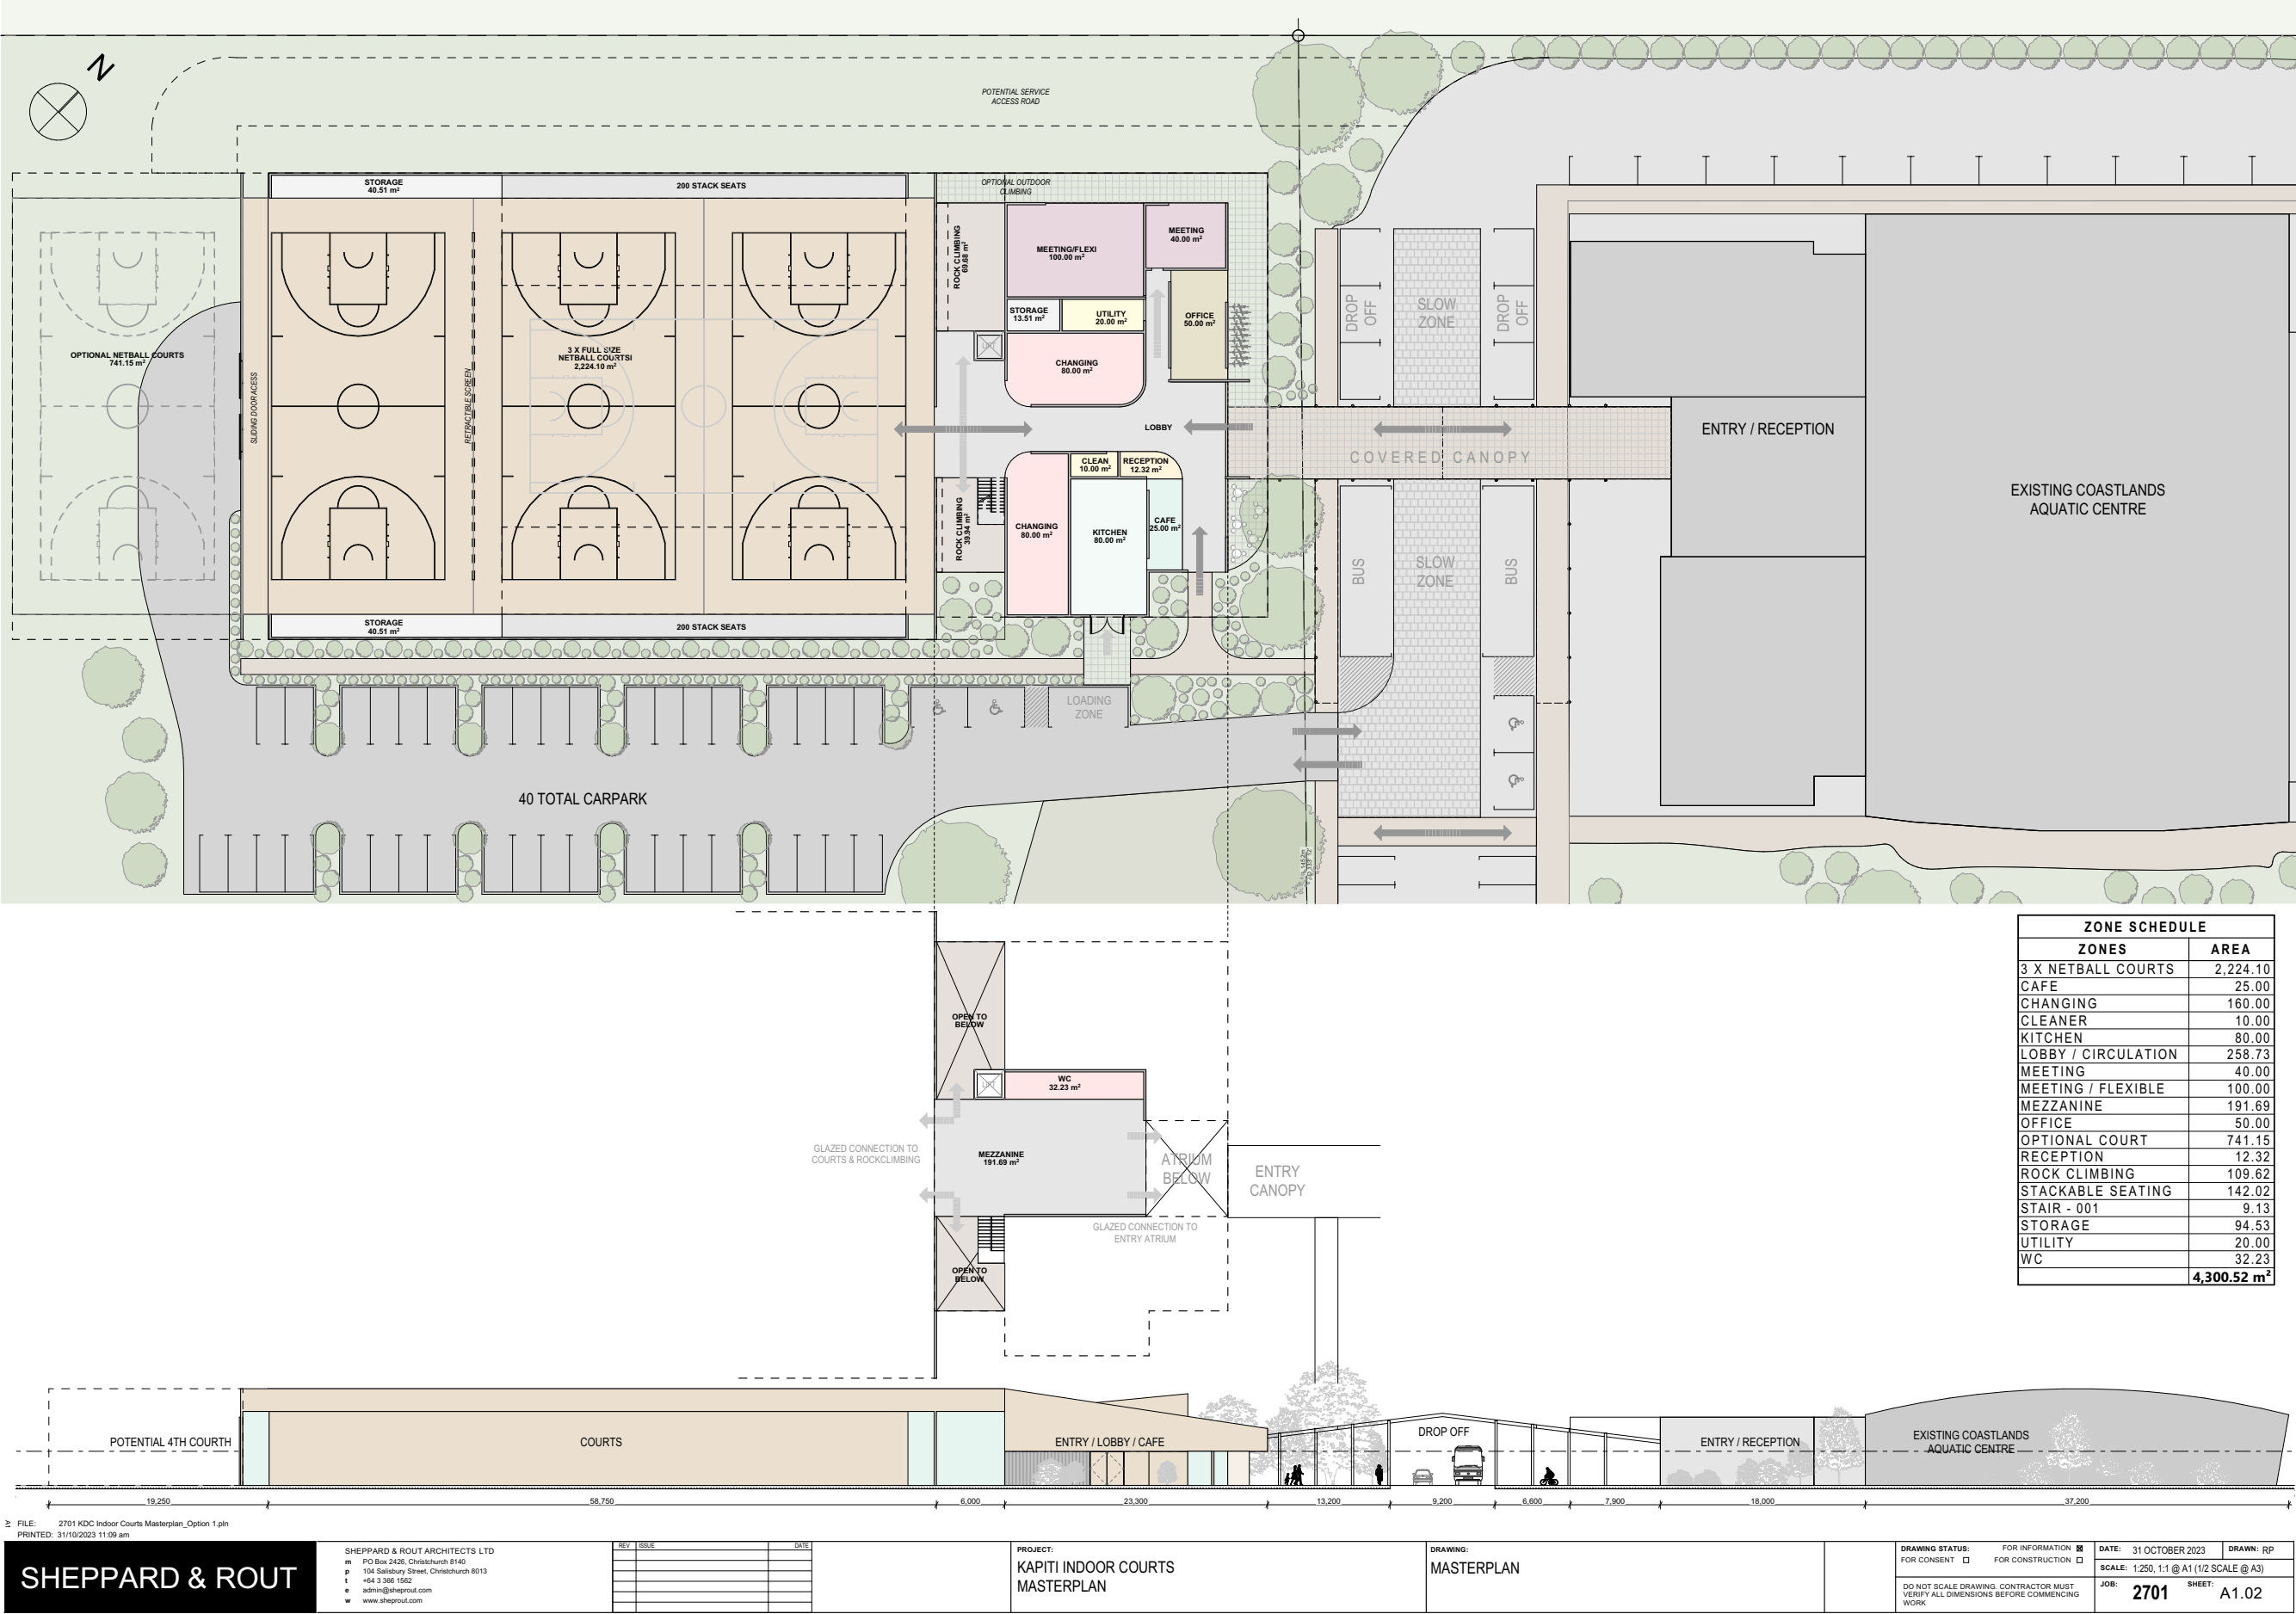 N
POTENTIAL SERVICE
ACCESS ROAD
STORAGE
40.51 m²
200 STACK SEATS
OPTIONAL OUTDOOR
CLIMBING
ROCK CLIMBING
69.68 m²
MEETING/FLEXI
100.00 m²
MEETING
40.00 m²
STORAGE
13.51 m²
UTILITY
20.00 m²
OFFICE
50.00 m²
DROP
OFF
SLOW
ZONE
DROP
OFF
OPTIONAL NETBALL COURTS
741.15 m²
SLIDING DOOR ACESS
RETRACTIBLE SCREEN
3 X FULL SIZE
NETBALL COURTSI
2,224.10 m²
LIFT
CHANGING
80.00 m²
LOBBY
ENTRY / RECEPTION
COVERED CANOPY
CLEAN
10.00 m²
RECEPTION
12.32 m²
EXISTING COASTLANDS
AQUATIC CENTRE
ROCK CLIMBING
39.94 m²
CHANGING
80.00 m²
KITCHEN
80.00 m²
CAFE
25.00 m²
BUS
SLOW
ZONE
BUS
STORAGE
40.51 m²
200 STACK SEATS
LOADING
ZONE
40 TOTAL CARPARK
OPEN TO
BELOW
LIFT
WC
32.23 m²
GLAZED CONNECTION TO
COURTS & ROCKCLIMBING
MEZZANINE
191.69 m²
ATRIUM
BELOW
ENTRY
CANOPY
GLAZED CONNECTION TO
ENTRY ATRIUM
OPEN TO
BELOW
ZONE SCHEDULE
ZONES AREA
3 X NETBALL COURTS 2,224.10
CAFE 25.00
CHANGING 160.00
CLEANER 10.00
KITCHEN 80.00
LOBBY / CIRCULATION 258.73
MEETING 40.00
MEETING / FLEXIBLE 100.00
MEZZANINE 191.69
OFFICE 50.00
OPTIONAL COURT 741.15
RECEPTION 12.32
ROCK CLIMBING 109.62
STACKABLE SEATING 142.02
STAIR - 001 9.13
STORAGE 94.53
UTILITY 20.00
WC 32.23
4,300.52 m²
POTENTIAL 4TH COURTH
COURTS
ENTRY / LOBBY / CAFE
DROP OFF
ENTRY / RECEPTION
EXISTING COASTLANDS
AQUATIC CENTRE
19,250 58,750 6,000 23,300 13,200 9,200 6,600 7,900 18,000 37,200
FILE: 2701 KDC Indoor Courts Masterplan_Option 1.pln
PRINTED: 31/10/2023 11:09 am
SHEPPARD & ROUT
SHEPPARD & ROUT ARCHITECTS LTD
m PO Box 2426, Christchurch 8140
p 104 Salisbury Street, Christchurch 8013
t +64 3 366 1562
e admin@sheprout.com
w www.sheprout.com
REV ISSUE DATE
PROJECT:
KAPITI INDOOR COURTS
MASTERPLAN
DRAWING:
MASTERPLAN
DRAWING STATUS: FOR INFORMATION
FOR CONSENT FOR CONSTRUCTION
DO NOT SCALE DRAWING. CONTRACTOR MUST
VERIFY ALL DIMENSIONS BEFORE COMMENCING
WORK
DATE: 31 OCTOBER 2023 DRAWN: RP
SCALE: 1:250, 1:1 @ A1 (1/2 SCALE @ A3)
JOB: 2701 SHEET: A1.02